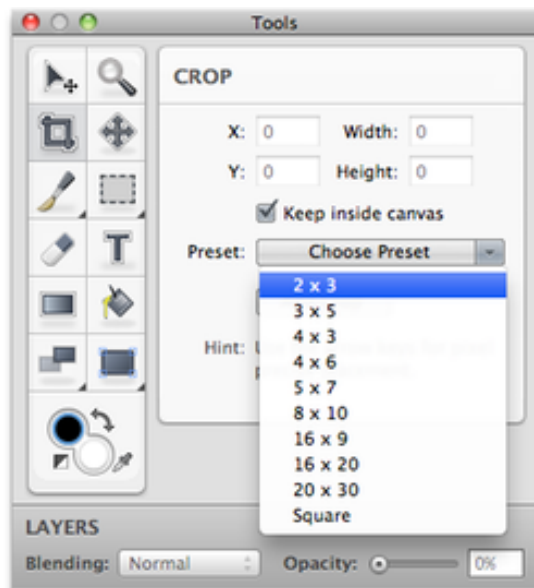 Tools
CROP
X: 0 Width: 0
Y: 0 Height: 0
Keep inside canvas
Preset: Choose Preset
2 x 3
3 x 5
4 x 3
Hint:
4 x 6
5 x 7
8 x 10
16 x 9
16 x 20
20 x 30
Square
T
LAYERS
Blending: Normal Opacity: 0%